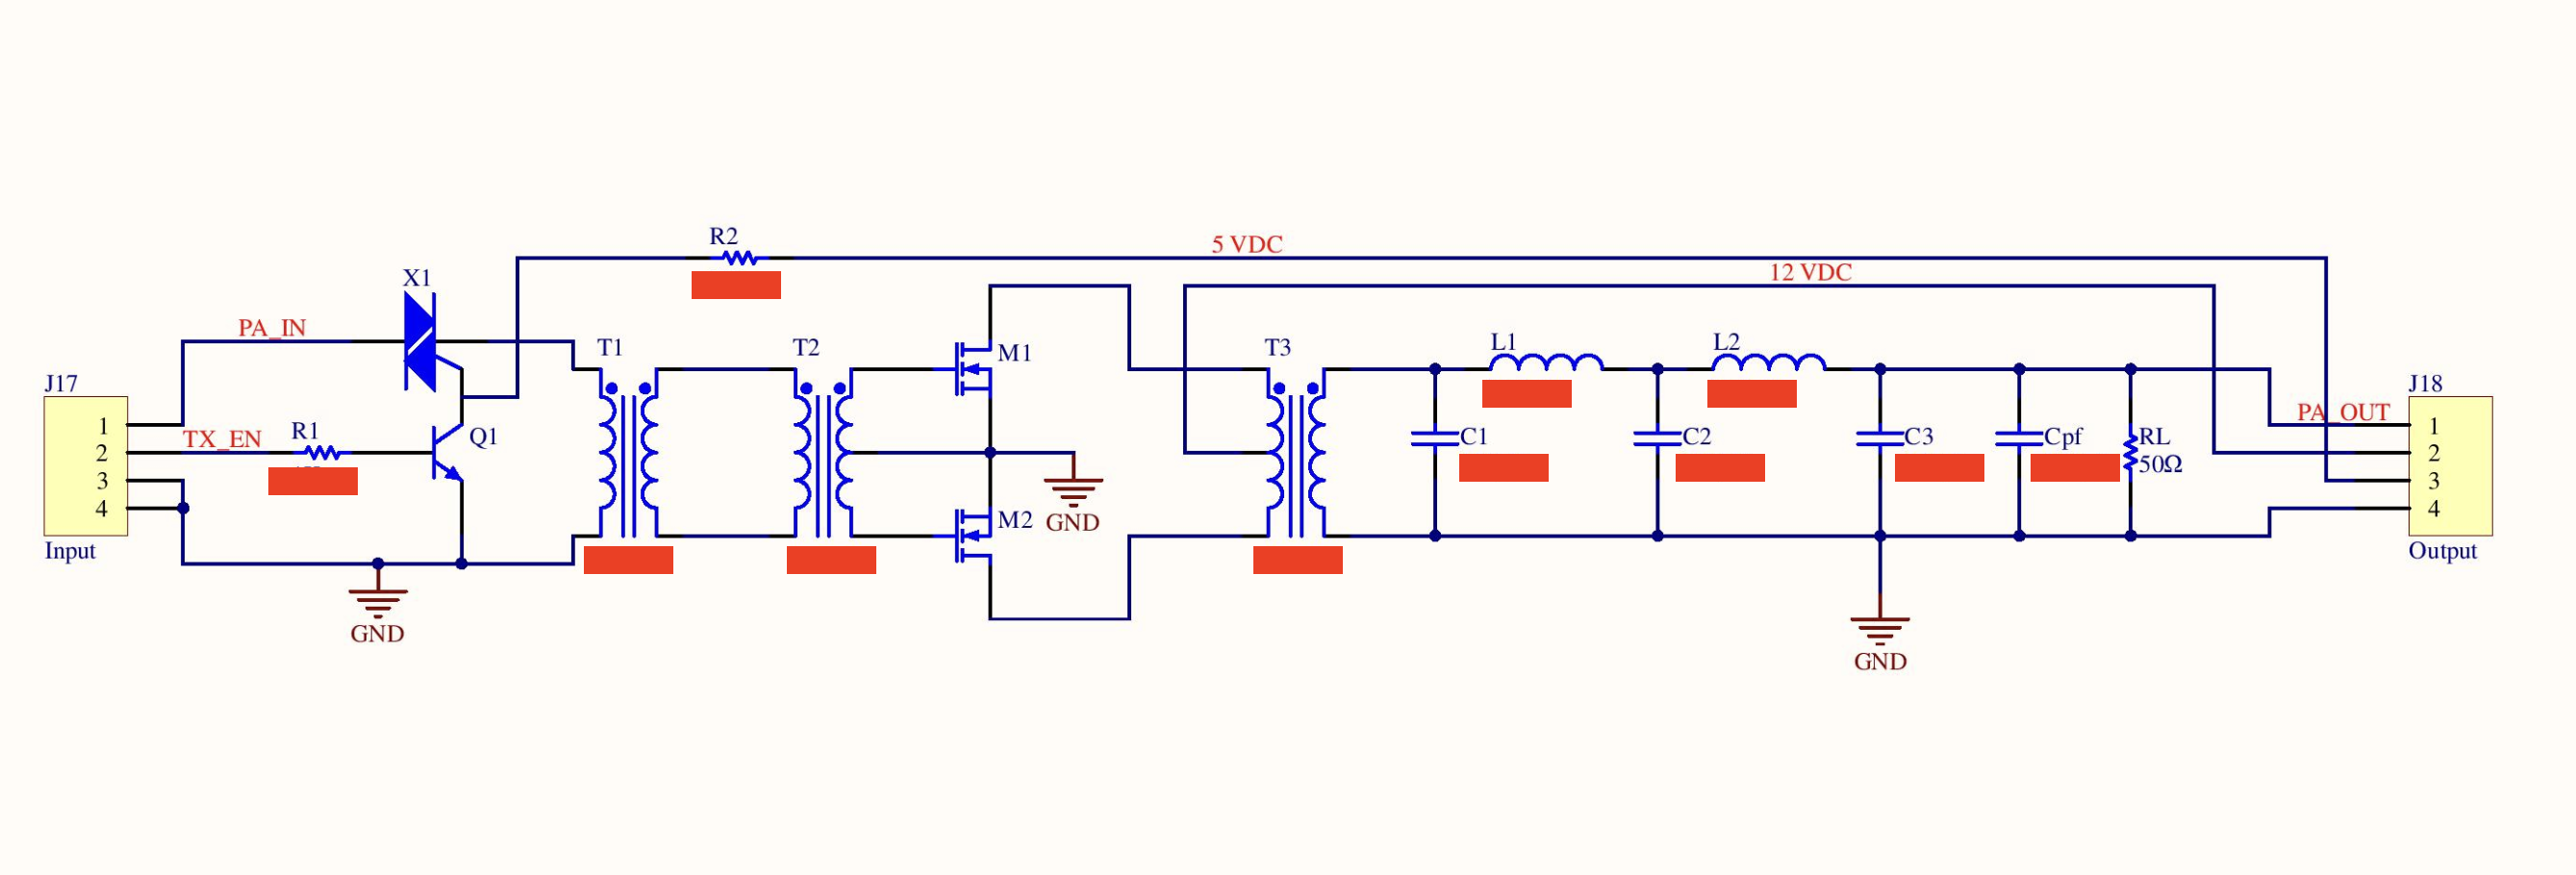 R2
5 VDC
12 VDC
X1
PA_IN
T1
T2
M1
T3
L1
L2
J17
J18
1
2
3
4
TX_EN
R1
Q1
C1
C2
C3
Cpf
RL
50Ω
PA_OUT
1
2
3
4
M2
GND
Input
Output
GND
GND